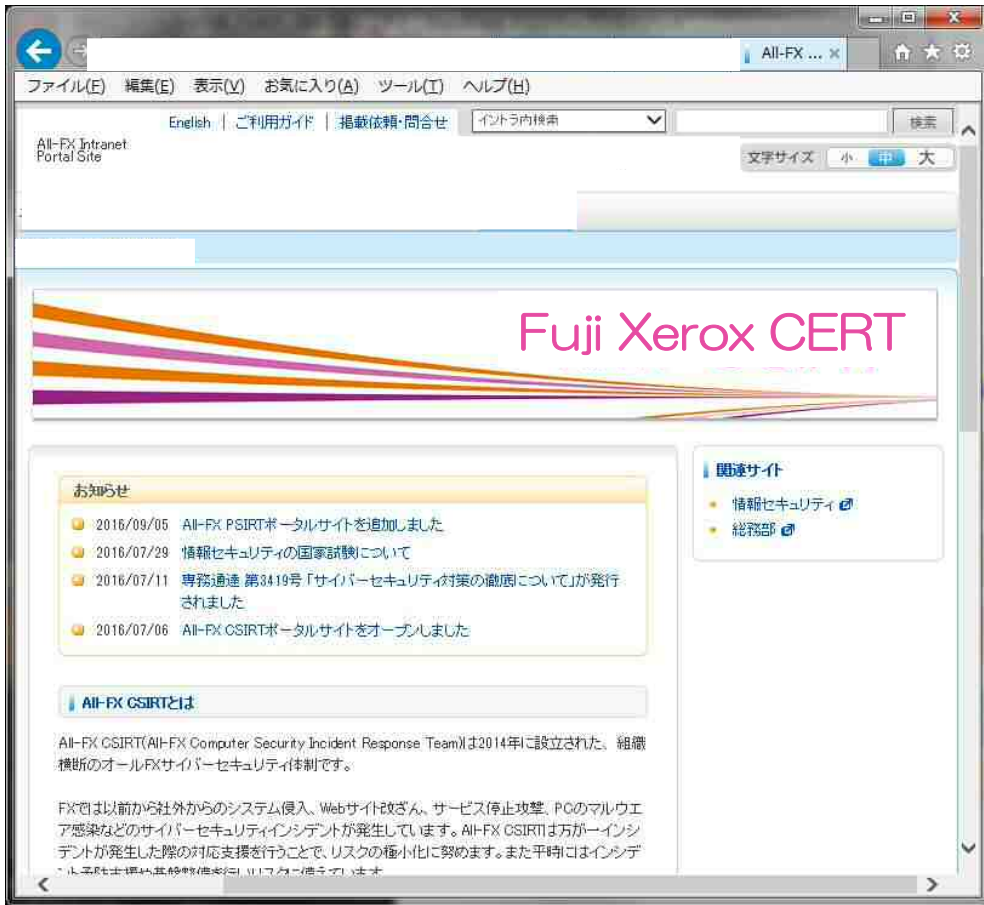 All-FX ... ×
ファイル(F) 編集(E) 表示(V) お気に入り(A) ツール(T) ヘルプ(H)
English | ご利用ガイド | 掲載依頼・問合せ イントラ内検索 検索
All-FX Intranet
Portal Site
文字サイズ 小 中 大
Fuji Xerox CERT
お知らせ
2016/09/05 All-FX PSIRTポータルサイトを追加しました
2016/07/29 情報セキュリティの国家試験について
2016/07/11 専務通達 第3419号「サイバーセキュリティ対策の徹底について」が発行
されました
2016/07/06 All-FX CSIRTポータルサイトをオープンしました
関連サイト
情報セキュリティ
総務部
All-FX CSIRTとは
All-FX CSIRT(All-FX Computer Security Incident Response Team)は2014年に設立された、組織
横断のオールFXサイバーセキュリティ体制です。
FXでは以前から社外からのシステム侵入、Webサイト改ざん、サービス停止攻撃、PCのマルウエ
ア感染などのサイバーセキュリティインシデントが発生しています。All-FX CSIRTは万が一インシ
デントが発生した際の対応支援を行うことで、リスクの極小化に努めます。また平時にはインシデ